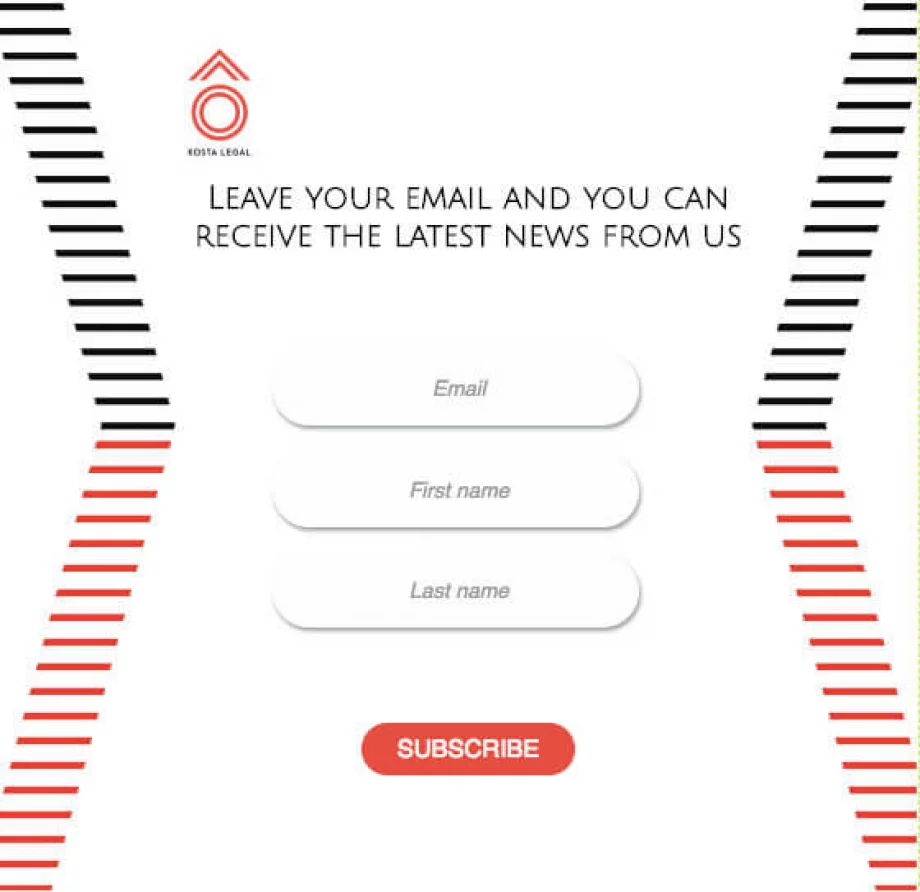 KOSTA LEGAL
LEAVE YOUR EMAIL AND YOU CAN
RECEIVE THE LATEST NEWS FROM US
Email
First name
Last name
SUBSCRIBE